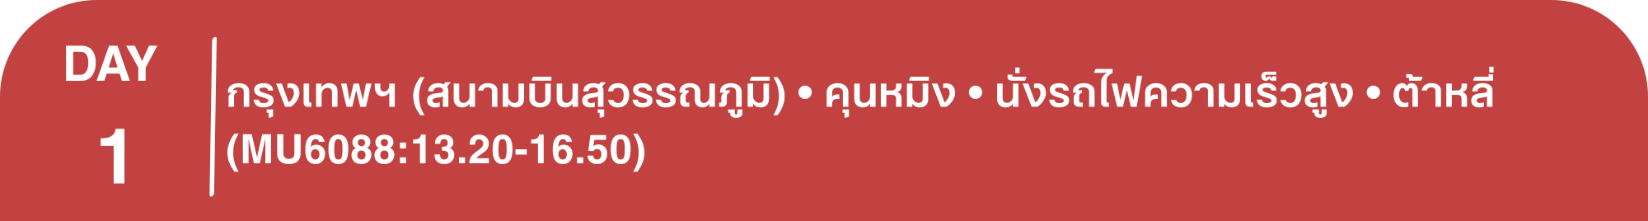 DAY
1
กรุงเทพฯ (สนามบินสุวรรณภูมิ) • คุนหมิง • นั่งรถไฟความเร็วสูง • ต้าหลี่
(MU6088:13.20-16.50)